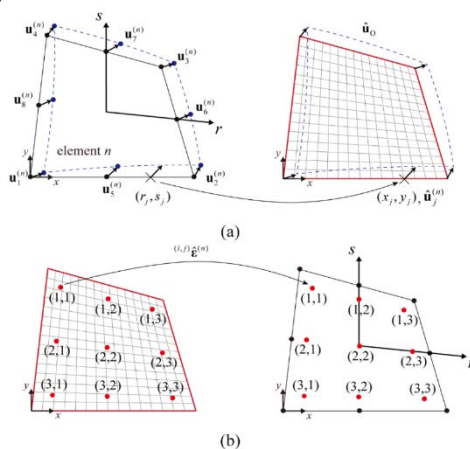 s
u₄⁽ⁿ⁾
u₇⁽ⁿ⁾
u₃⁽ⁿ⁾
û₀
u₈⁽ⁿ⁾
u₆⁽ⁿ⁾
r
element n
y
x
u₁⁽ⁿ⁾
u₅⁽ⁿ⁾
u₂⁽ⁿ⁾
(r_j, s_j)
y
x
(x_j, y_j), û_j⁽ⁿ⁾
(a)
⁽ⁱ,ʲ⁾ε̂⁽ⁿ⁾
s
(1,1)
(1,2)
(1,3)
(2,1)
(2,2)
(2,3)
(3,1)
(3,2)
(3,3)
y
x
(1,1)
(1,2)
(1,3)
(2,1)
(2,2)
(2,3)
(3,1)
(3,2)
(3,3)
y
x
(b)